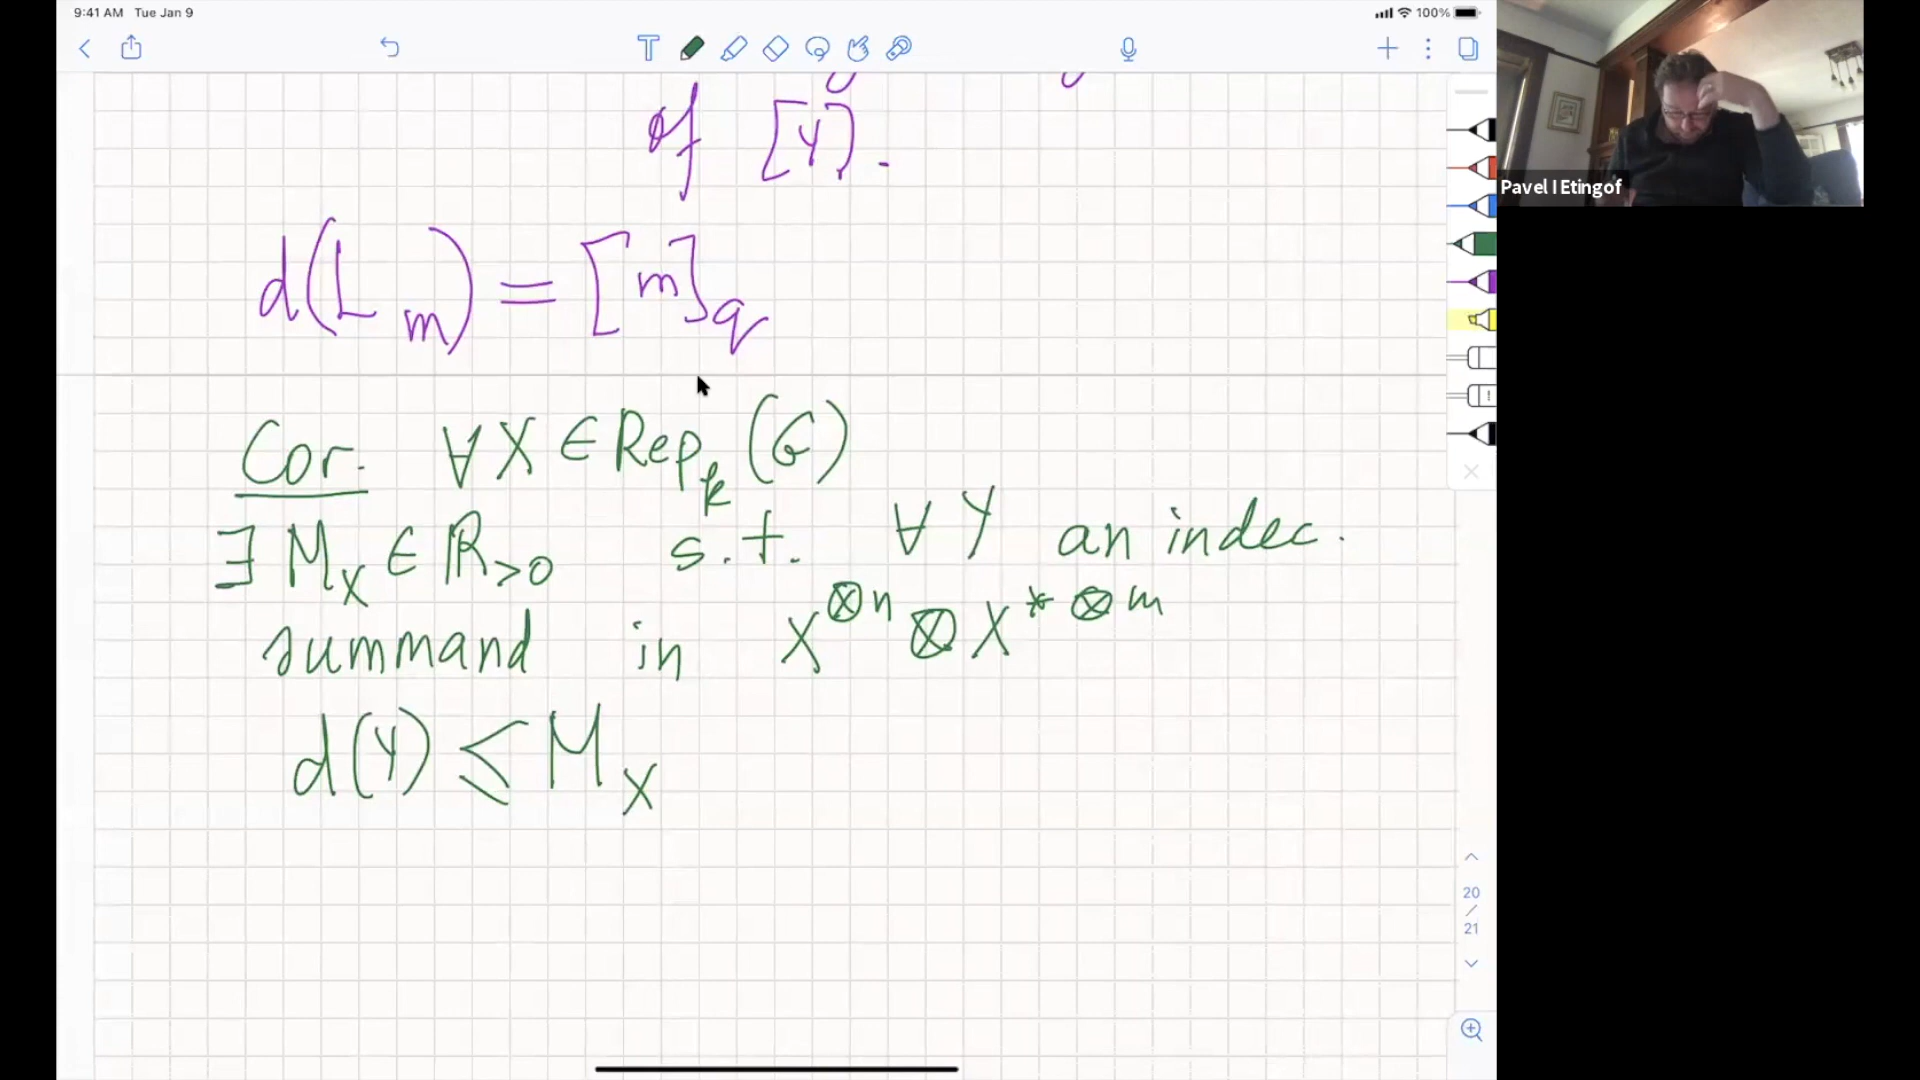 9:41 AM Tue Jan 9
100%
of [Y].
d(L_m) = [m]_q
Cor. ∀X ∈ Rep_k (G)
∃ M_X ∈ ℝ_{>0} s.t. ∀ Y an indec.
summand in X^{⊗n} ⊗ X^{*⊗m}
d(Y) ≤ M_X
Pavel I Etingof
20
/
21